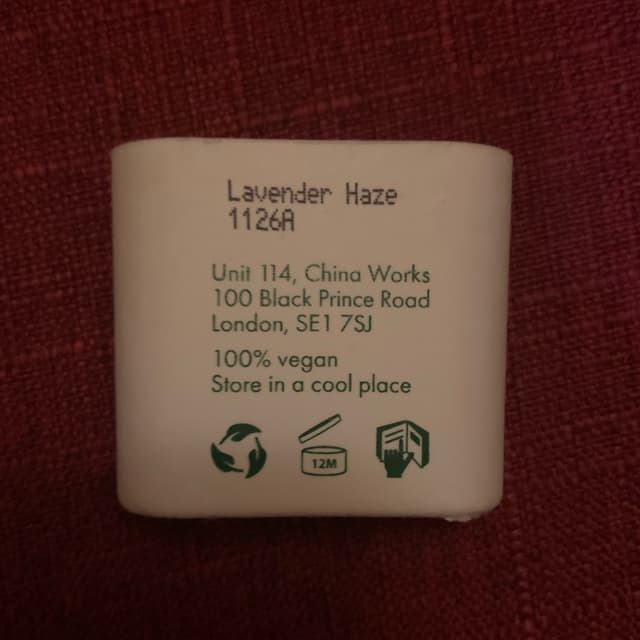 Lavender Haze
1126A
Unit 114, China Works
100 Black Prince Road
London, SE1 7SJ
100% vegan
Store in a cool place
12M